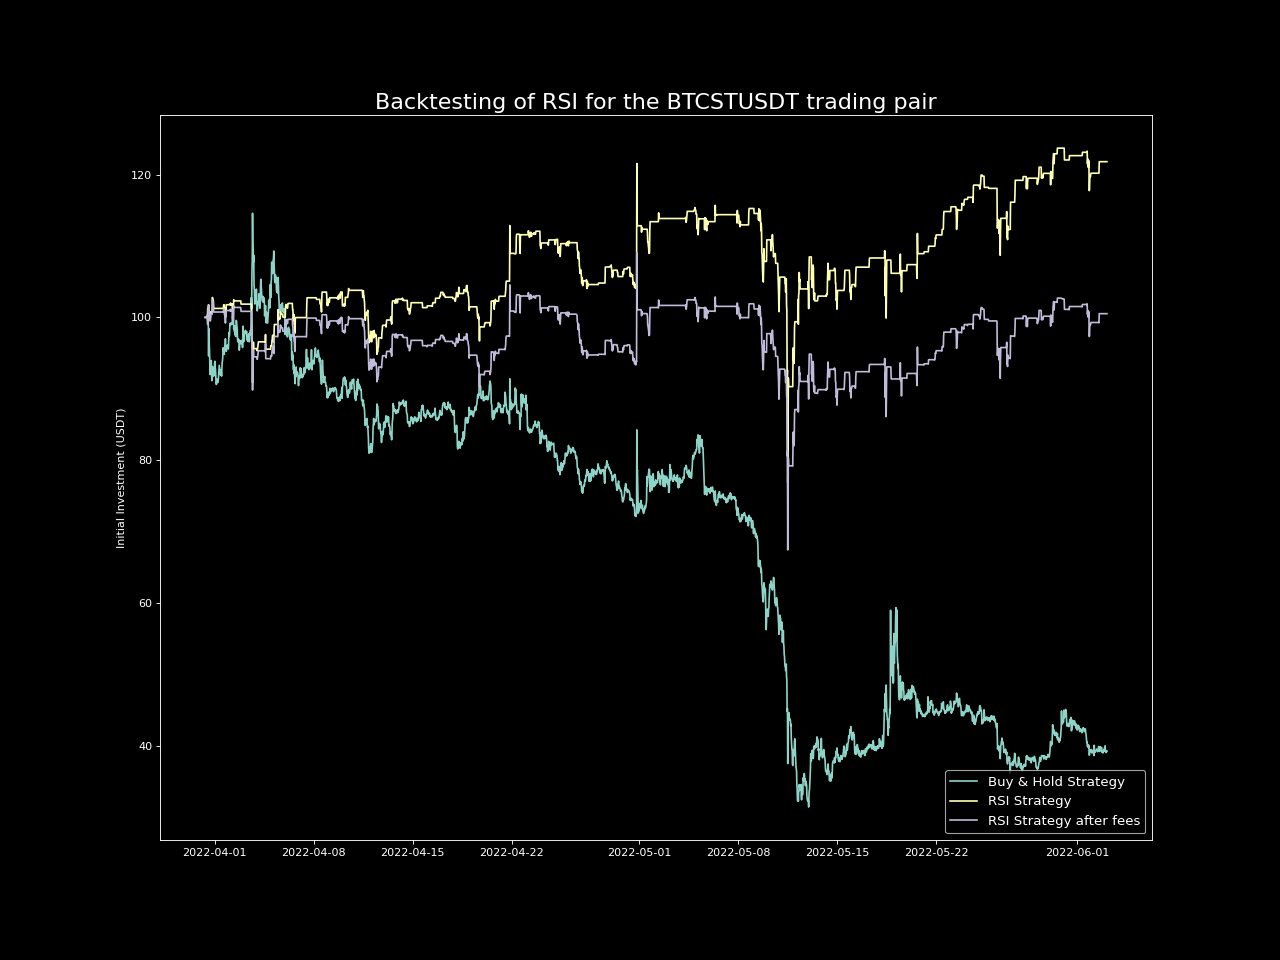 Backtesting of RSI for the BTCSTUSDT trading pair
Initial Investment (USDT)
120
100
80
60
40
2022-04-01 2022-04-08 2022-04-15 2022-04-22 2022-05-01 2022-05-08 2022-05-15 2022-05-22 2022-06-01
Buy & Hold Strategy
RSI Strategy
RSI Strategy after fees